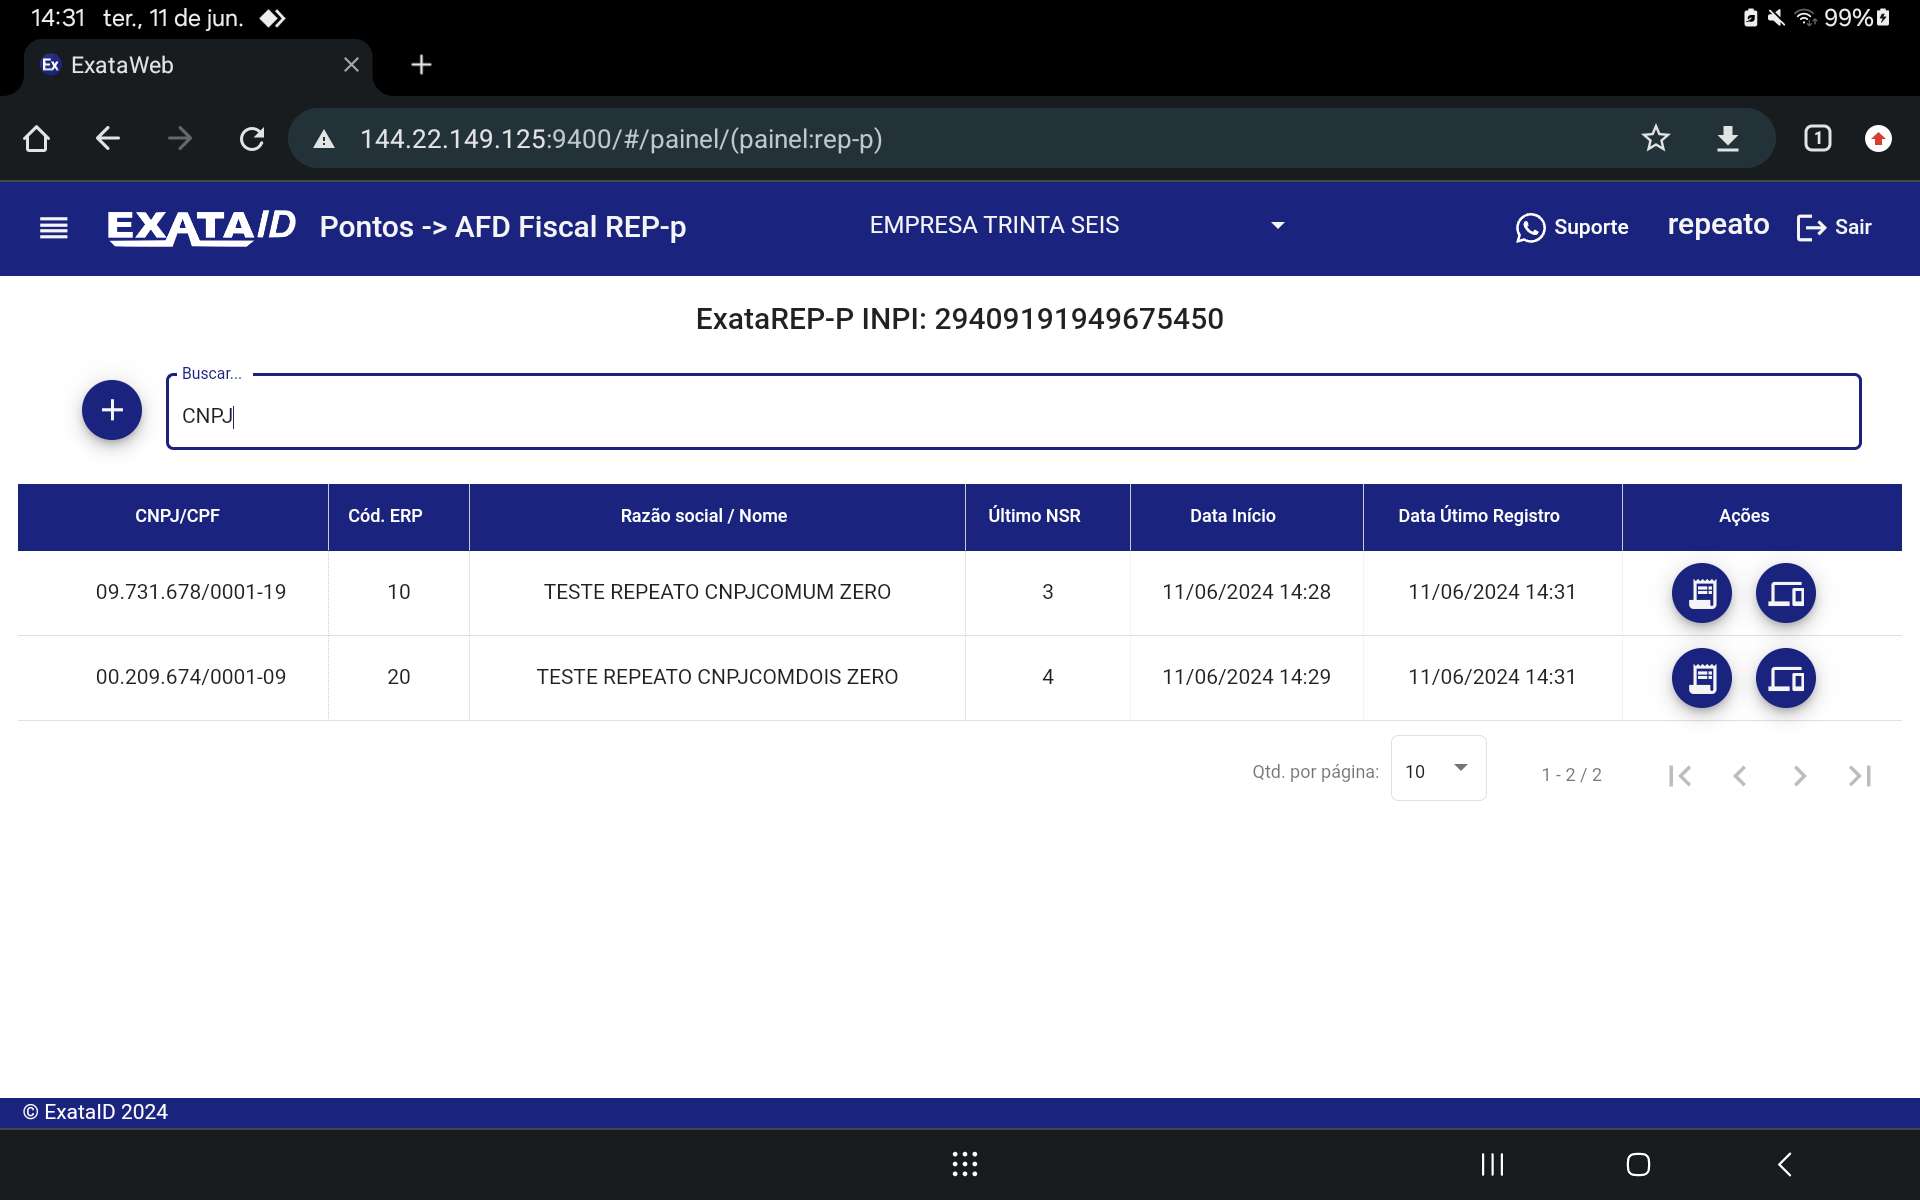 14:31 ter., 11 de jun. 99%
Ex ExataWeb
144.22.149.125:9400/#/painel/(painel:rep-p) 1
EXATAID Pontos -> AFD Fiscal REP-p EMPRESA TRINTA SEIS Suporte repeato Sair
ExataREP-P INPI: 29409191949675450
Buscar...
CNPJ
CNPJ/CPF Cód. ERP Razão social / Nome Último NSR Data Início Data Útimo Registro Ações
09.731.678/0001-19 10 TESTE REPEATO CNPJCOMUM ZERO 3 11/06/2024 14:28 11/06/2024 14:31
00.209.674/0001-09 20 TESTE REPEATO CNPJCOMDOIS ZERO 4 11/06/2024 14:29 11/06/2024 14:31
Qtd. por página: 10 1 - 2 / 2
© ExataID 2024